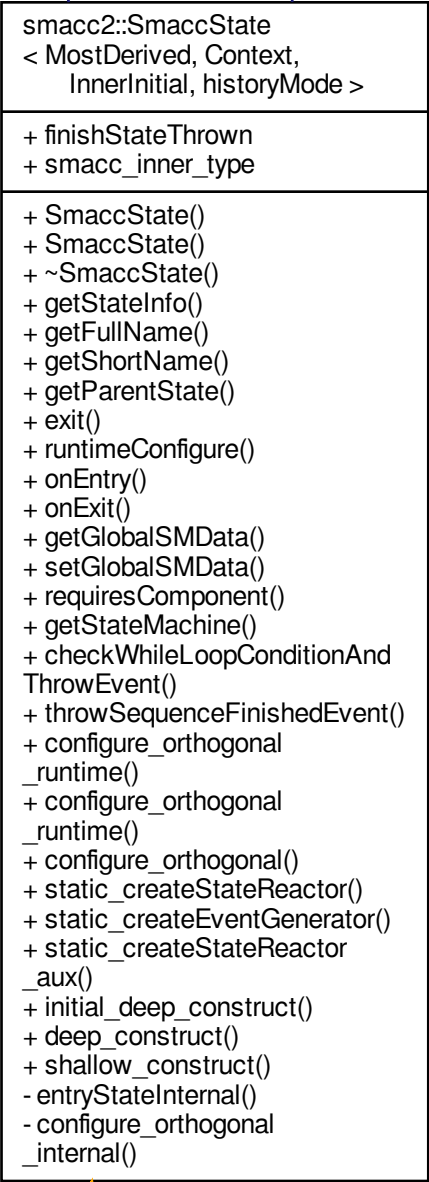 smacc2::SmaccState
< MostDerived, Context,
InnerInitial, historyMode >
+ finishStateThrown
+ smacc_inner_type
+ SmaccState()
+ SmaccState()
+ ~SmaccState()
+ getStateInfo()
+ getFullName()
+ getShortName()
+ getParentState()
+ exit()
+ runtimeConfigure()
+ onEntry()
+ onExit()
+ getGlobalSMData()
+ setGlobalSMData()
+ requiresComponent()
+ getStateMachine()
+ checkWhileLoopConditionAnd
ThrowEvent()
+ throwSequenceFinishedEvent()
+ configure_orthogonal
_runtime()
+ configure_orthogonal
_runtime()
+ configure_orthogonal()
+ static_createStateReactor()
+ static_createEventGenerator()
+ static_createStateReactor
_aux()
+ initial_deep_construct()
+ deep_construct()
+ shallow_construct()
- entryStateInternal()
- configure_orthogonal
_internal()